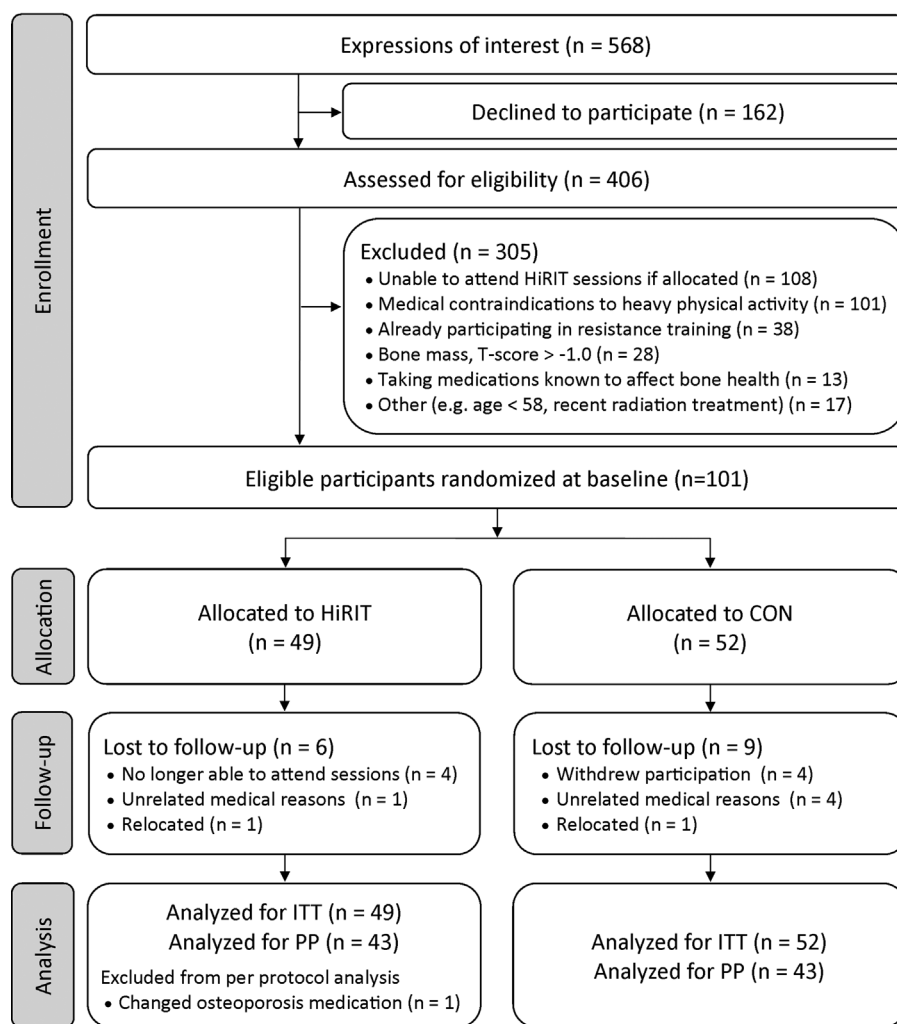 Enrollment
Expressions of interest (n = 568)
Declined to participate (n = 162)
Assessed for eligibility (n = 406)
Excluded (n = 305)
• Unable to attend HiRIT sessions if allocated (n = 108)
• Medical contraindications to heavy physical activity (n = 101)
• Already participating in resistance training (n = 38)
• Bone mass, T-score > -1.0 (n = 28)
• Taking medications known to affect bone health (n = 13)
• Other (e.g. age < 58, recent radiation treatment) (n = 17)
Eligible participants randomized at baseline (n=101)
Allocation
Allocated to HiRIT
(n = 49)
Allocated to CON
(n = 52)
Follow-up
Lost to follow-up (n = 6)
• No longer able to attend sessions (n = 4)
• Unrelated medical reasons (n = 1)
• Relocated (n = 1)
Lost to follow-up (n = 9)
• Withdrew participation (n = 4)
• Unrelated medical reasons (n = 4)
• Relocated (n = 1)
Analysis
Analyzed for ITT (n = 49)
Analyzed for PP (n = 43)
Excluded from per protocol analysis
• Changed osteoporosis medication (n = 1)
Analyzed for ITT (n = 52)
Analyzed for PP (n = 43)